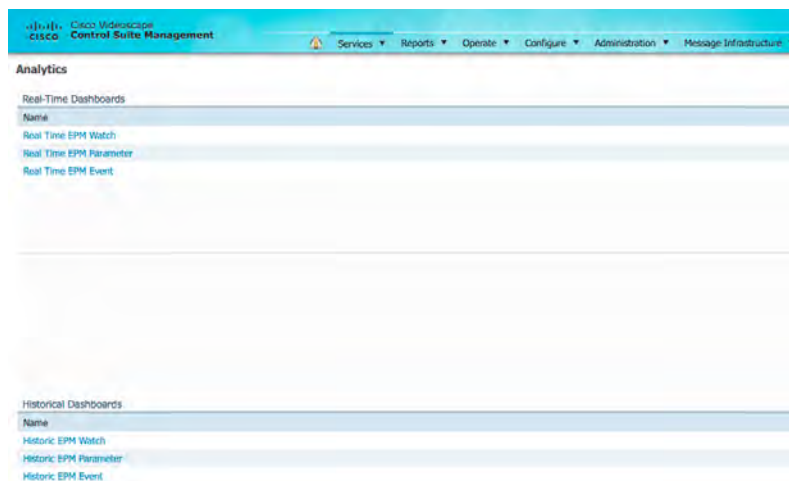 Cisco Videoscape
CISCO Control Suite Management
Services ▼ Reports ▼ Operate ▼ Configure ▼ Administration ▼ Message Infrastructure
Analytics
Real-Time Dashboards
Name
Real Time EPM Watch
Real Time EPM Parameter
Real Time EPM Event
Historical Dashboards
Name
Historic EPM Watch
Historic EPM Parameter
Historic EPM Event